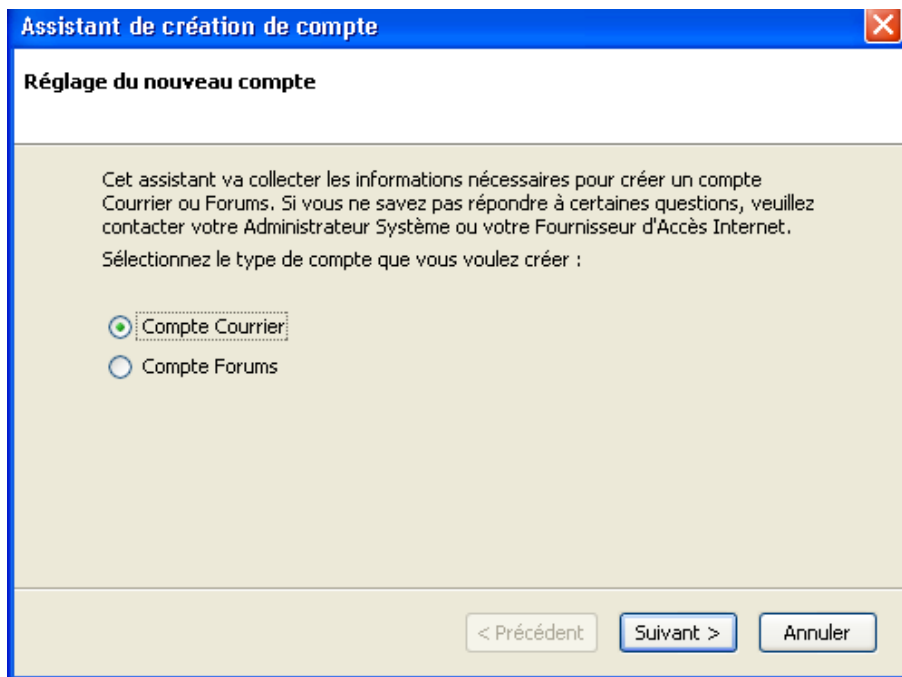 Assistant de création de compte
Réglage du nouveau compte
Cet assistant va collecter les informations nécessaires pour créer un compte
Courrier ou Forums. Si vous ne savez pas répondre à certaines questions, veuillez
contacter votre Administrateur Système ou votre Fournisseur d'Accès Internet.
Sélectionnez le type de compte que vous voulez créer :
Compte Courrier
Compte Forums
< Précédent
Suivant >
Annuler